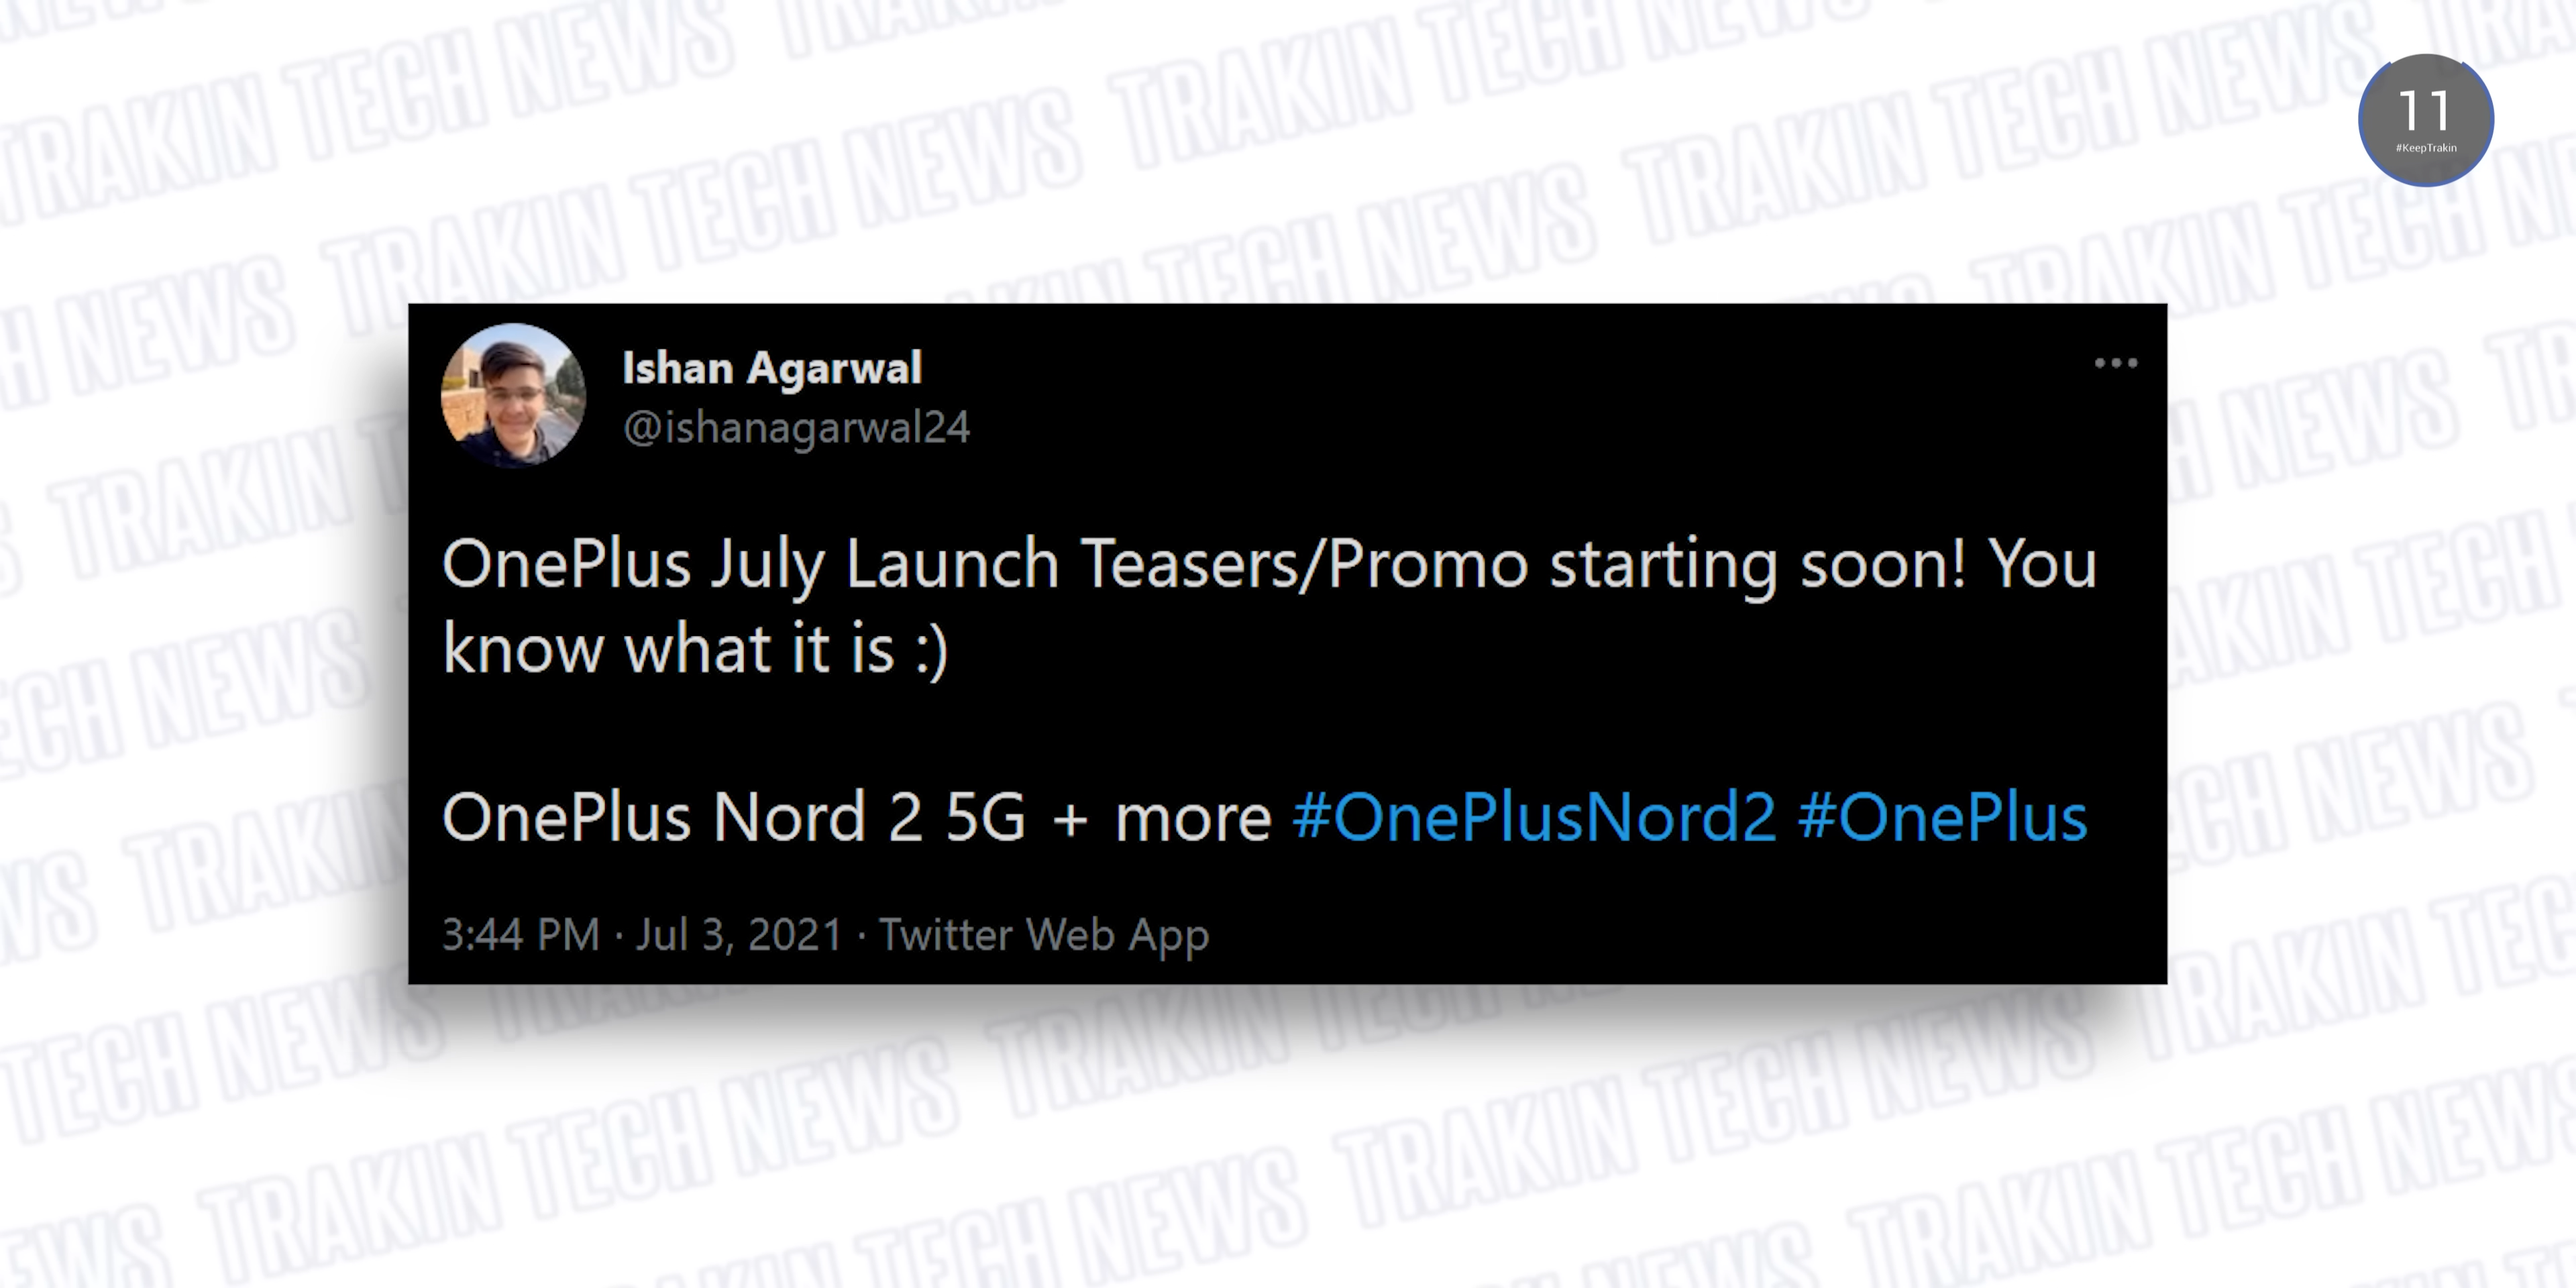 11
#KeepTrakin
Ishan Agarwal
@ishanagarwal24
OnePlus July Launch Teasers/Promo starting soon! You
know what it is :)
OnePlus Nord 2 5G + more #OnePlusNord2 #OnePlus
3:44 PM · Jul 3, 2021 · Twitter Web App
TRAKIN TECH NEWS